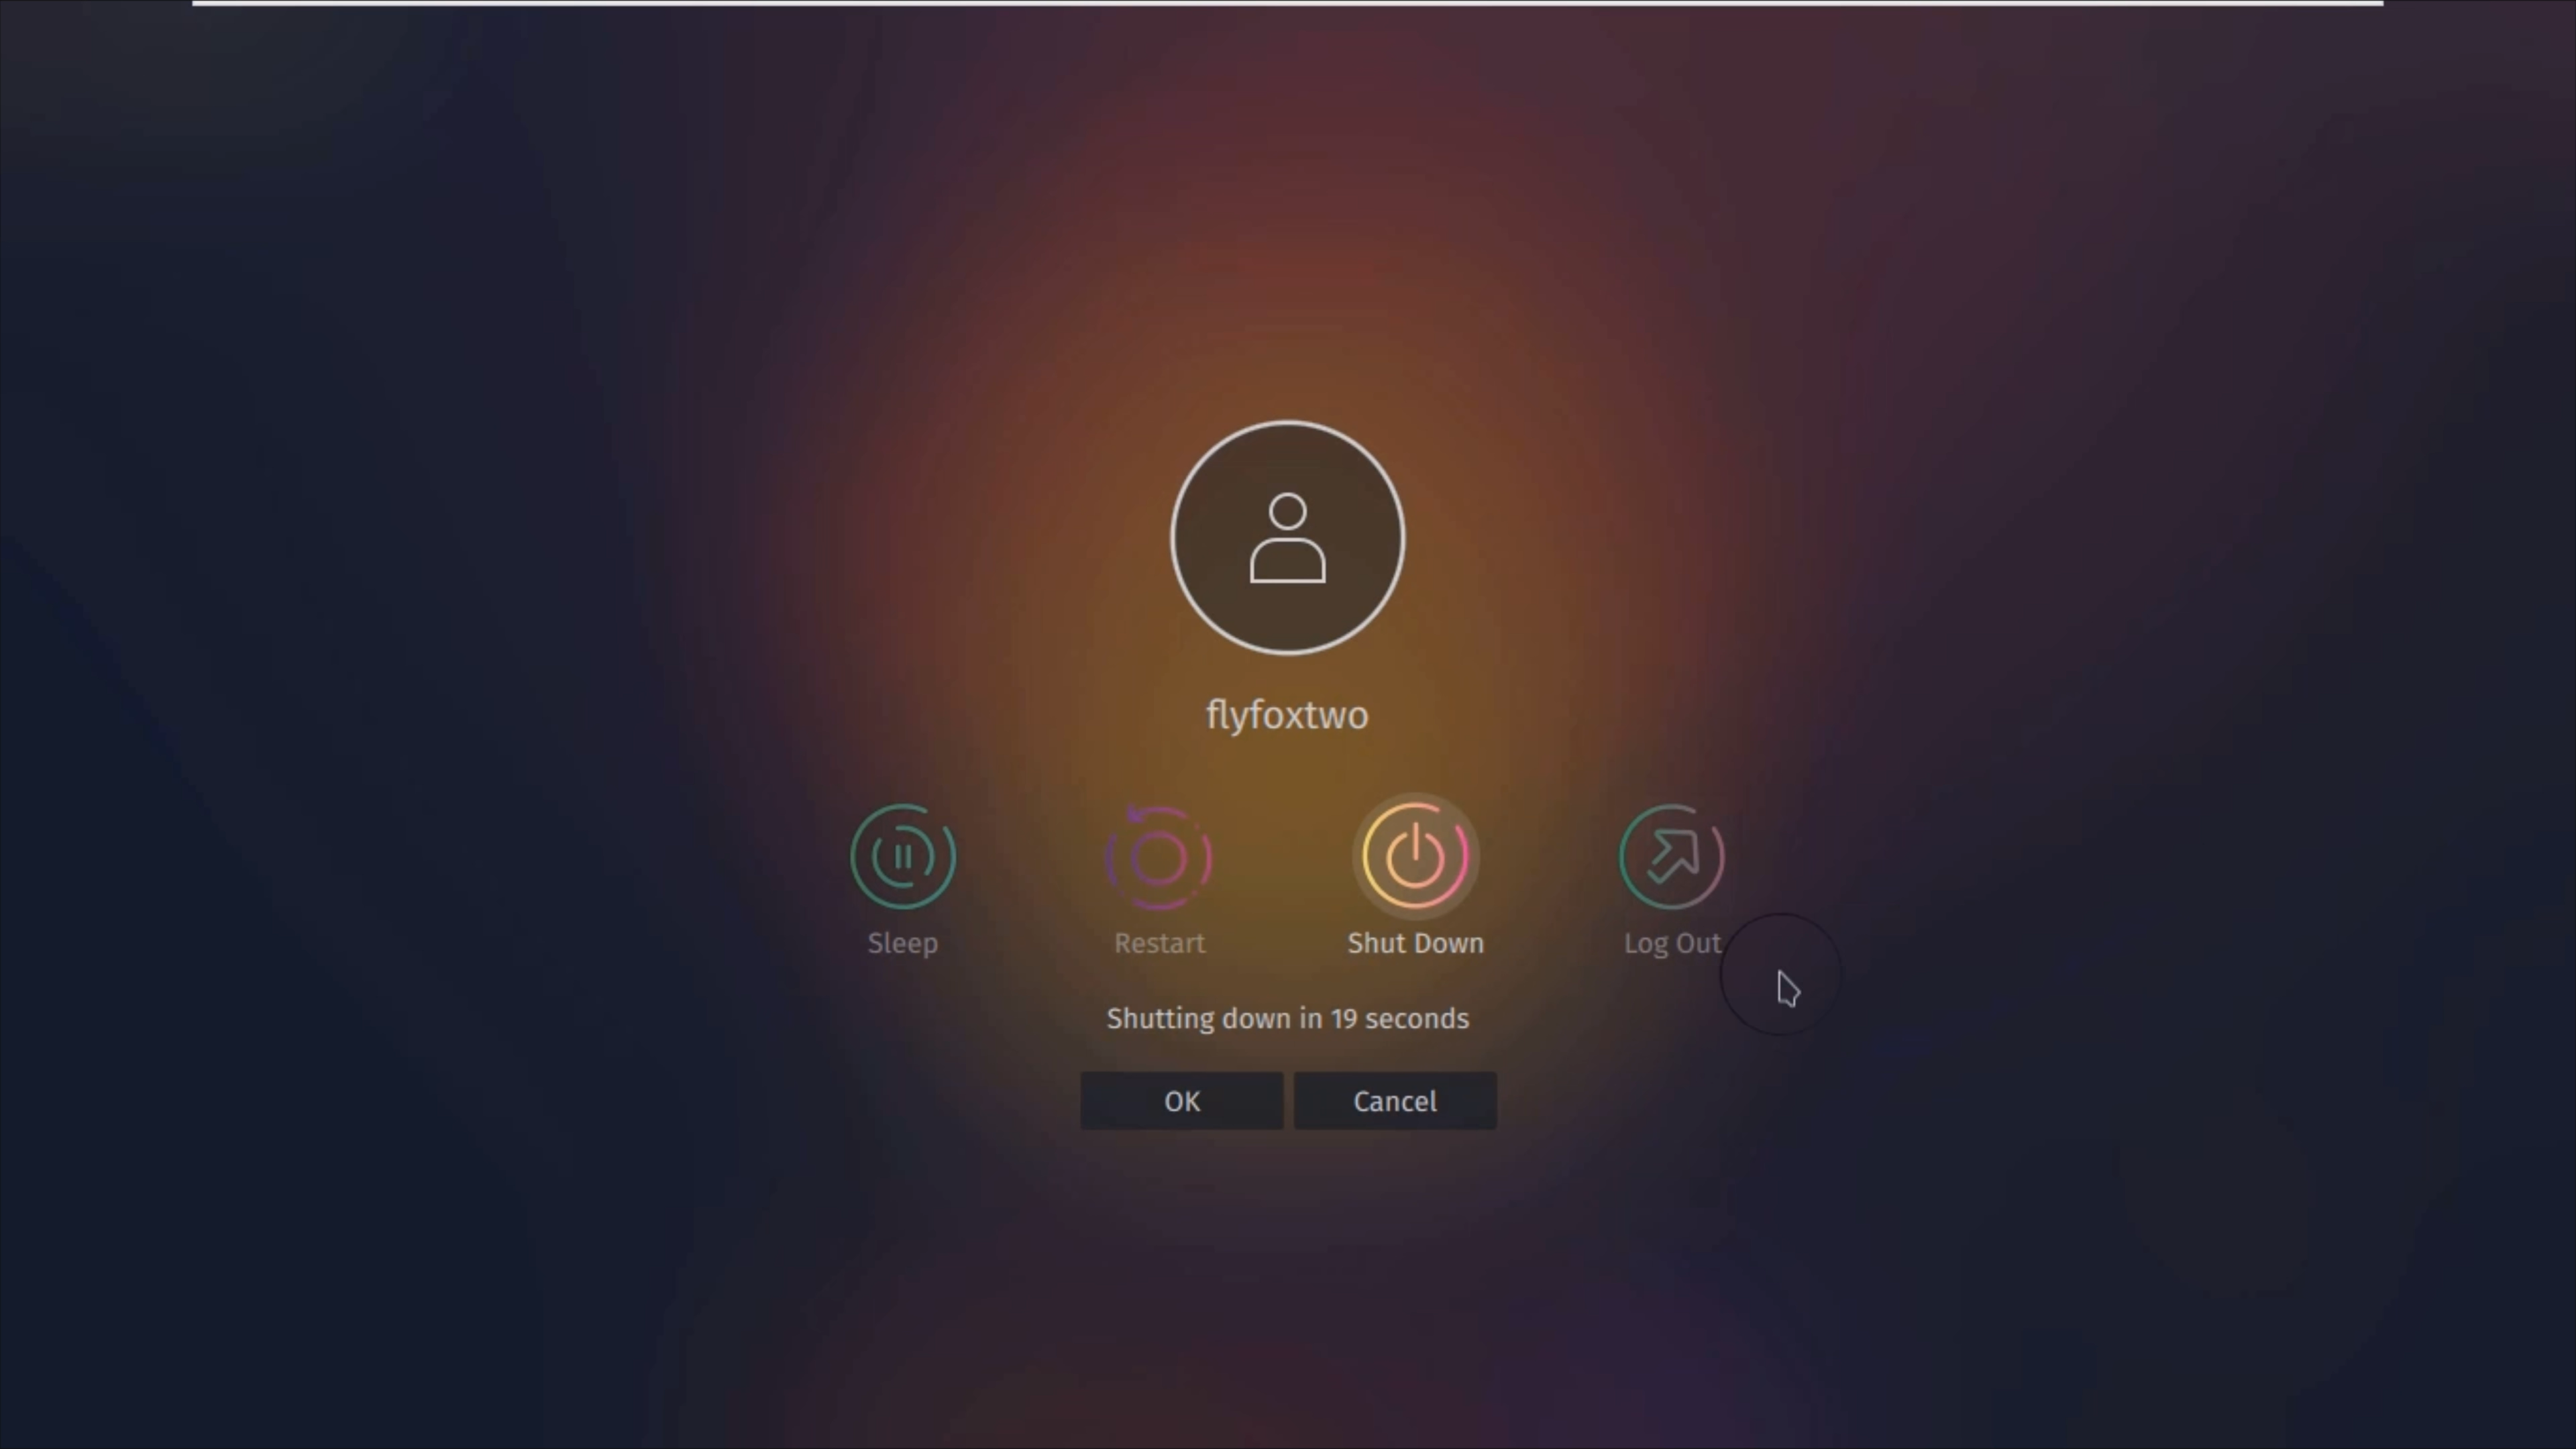 flyfoxtwo
Sleep
Restart
Shut Down
Log Out
Shutting down in 19 seconds
OK
Cancel